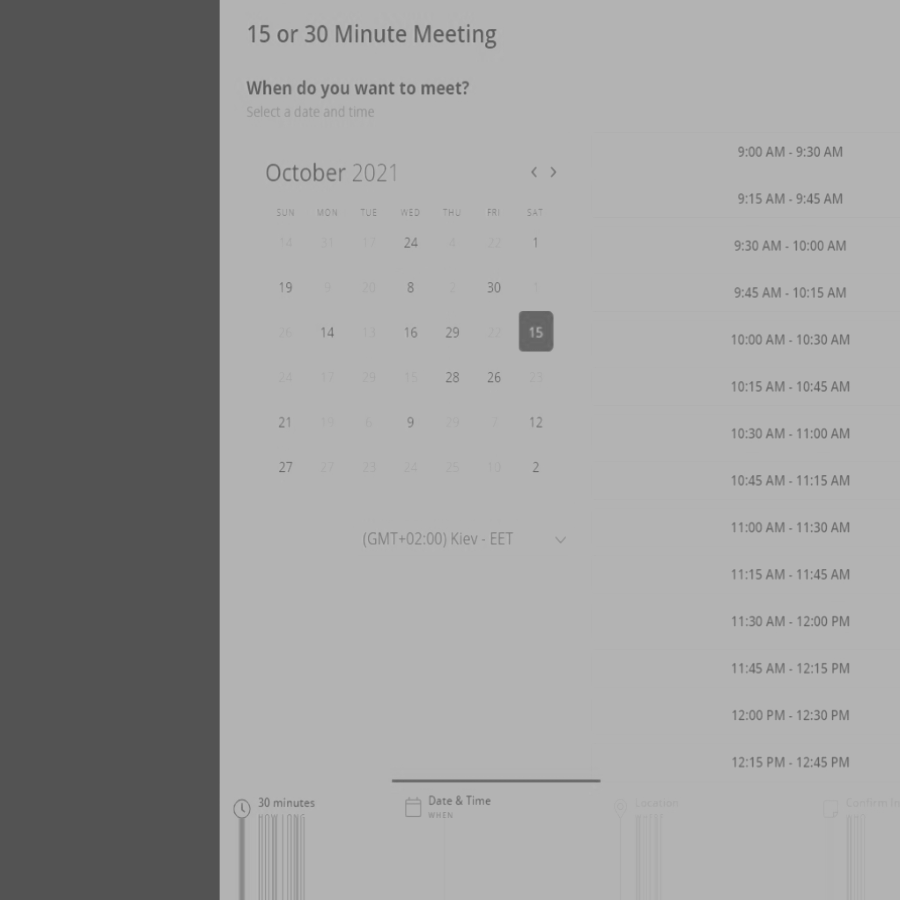 15 or 30 Minute Meeting
When do you want to meet?
Select a date and time
October 2021
SUN MON TUE WED THU FRI SAT
14 31 17 24 4 22 1
19 9 20 8 2 30 5
26 14 13 16 29 22 15
24 17 29 15 28 26 23
21 19 6 9 29 7 12
27 27 23 24 25 10 2
(GMT+02:00) Kiev - EET
9:00 AM - 9:30 AM
9:15 AM - 9:45 AM
9:30 AM - 10:00 AM
9:45 AM - 10:15 AM
10:00 AM - 10:30 AM
10:15 AM - 10:45 AM
10:30 AM - 11:00 AM
10:45 AM - 11:15 AM
11:00 AM - 11:30 AM
11:15 AM - 11:45 AM
11:30 AM - 12:00 PM
11:45 AM - 12:15 PM
12:00 PM - 12:30 PM
12:15 PM - 12:45 PM
30 minutes
Date & Time
WHEN
Location
Confirm